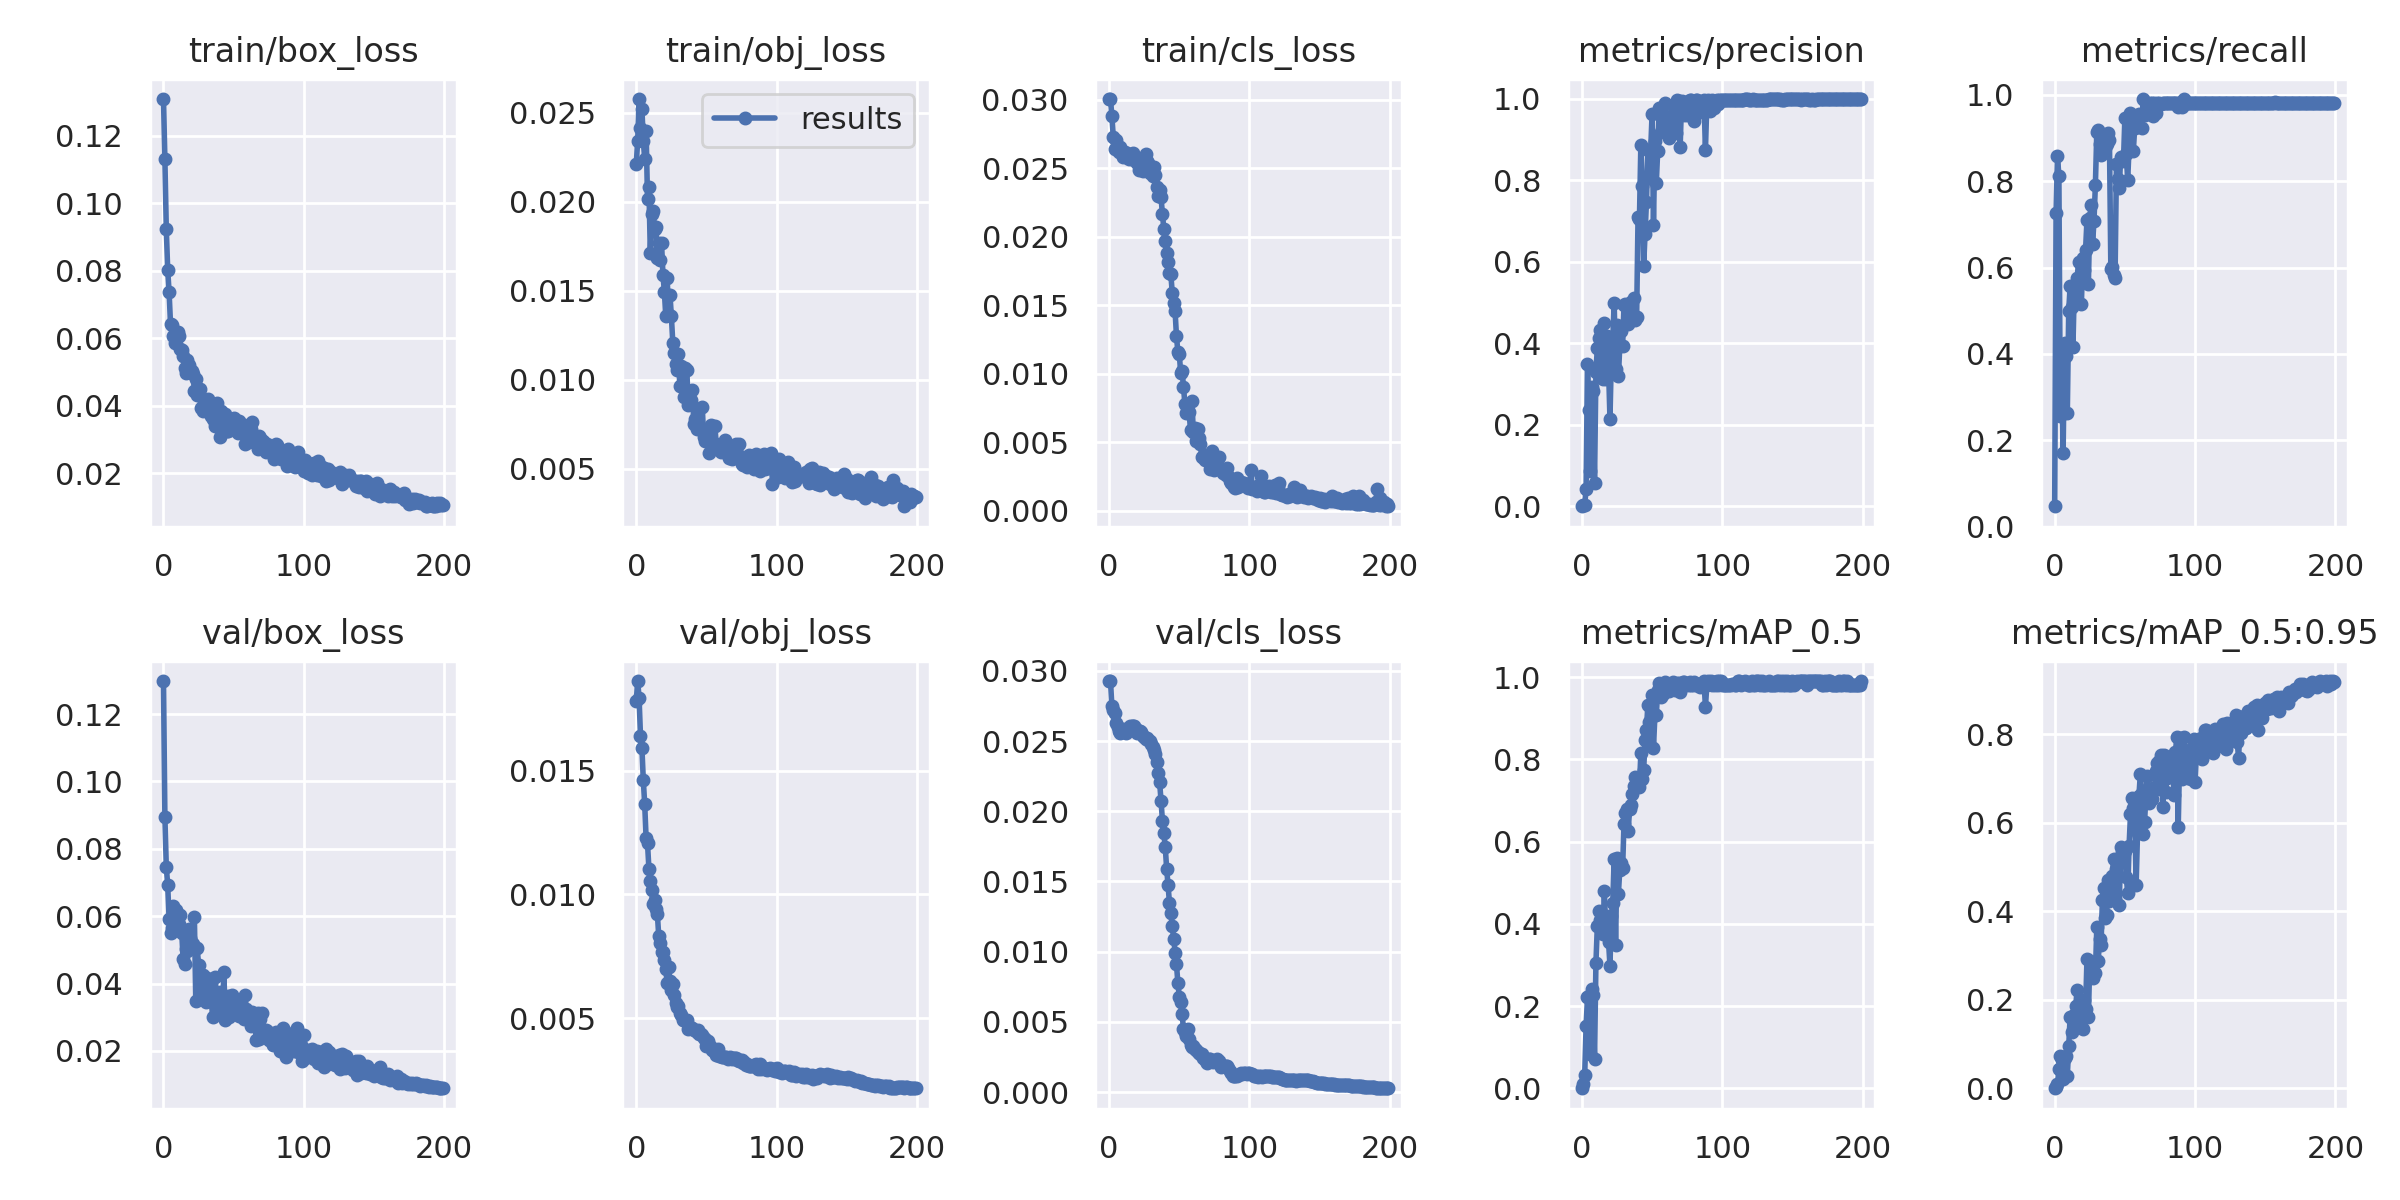 train/box_loss
0.12
0.10
0.08
0.06
0.04
0.02
0 100 200
train/obj_loss
results
0.025
0.020
0.015
0.010
0.005
0 100 200
train/cls_loss
0.030
0.025
0.020
0.015
0.010
0.005
0.000
0 100 200
metrics/precision
1.0
0.8
0.6
0.4
0.2
0.0
0 100 200
metrics/recall
1.0
0.8
0.6
0.4
0.2
0.0
0 100 200
val/box_loss
0.12
0.10
0.08
0.06
0.04
0.02
0 100 200
val/obj_loss
0.015
0.010
0.005
0 100 200
val/cls_loss
0.030
0.025
0.020
0.015
0.010
0.005
0.000
0 100 200
metrics/mAP_0.5
1.0
0.8
0.6
0.4
0.2
0.0
0 100 200
metrics/mAP_0.5:0.95
0.8
0.6
0.4
0.2
0.0
0 100 200